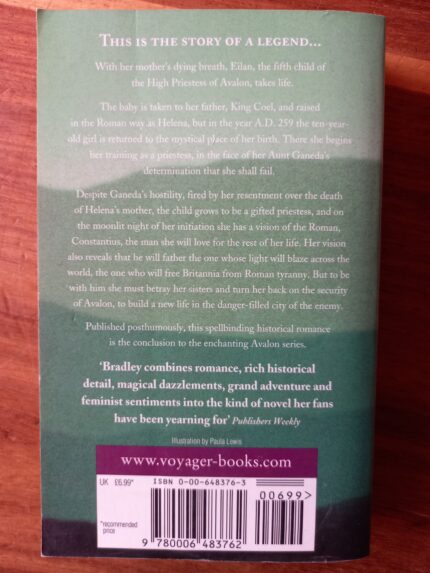 THIS IS THE STORY OF A LEGEND...
With her mother's dying breath, Eilan, the fifth child of
the High Priestess of Avalon, takes life.
The baby is taken to her father, King Coel, and raised
in the Roman way as Helena, but in the year A.D. 259 the ten-year-
old girl is returned to the mystical place of her birth. There she begins
her training as a priestess, in the face of her Aunt Ganeda's
determination that she shall fail.
Despite Ganeda's hostility, fired by her resentment over the death
of Helena's mother, the child grows to be a gifted priestess, and on
the moonlit night of her initiation she has a vision of the Roman,
Constantius, the man she will love for the rest of her life. Her vision
also reveals that he will father the one whose light will blaze across
the world, the one who will free Britannia from Roman tyranny. But to be
with him she must betray her sisters and turn her back on the security
of Avalon, to build a new life in the danger-filled city of the enemy.
Published posthumously, this spellbinding historical romance
is the conclusion to the enchanting Avalon series.
'Bradley combines romance, rich historical
detail, magical dazzlements, grand adventure and
feminist sentiments into the kind of novel her fans
have been yearning for' Publishers Weekly
Illustration by Paula Lewis
www.voyager-books.com
UK £6.99*
ISBN 0-00-648376-3
00699>
*recommended
price
9 780006 483762